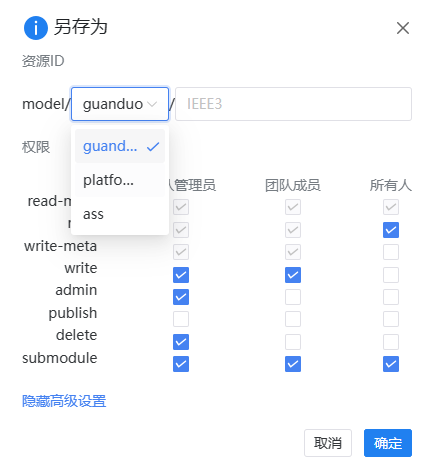 另存为
资源ID
model/ guanduo / IEEE3
guand...
platfo...
ass
权限
人管理员 团队成员 所有人
read-m
write-meta
write
admin
publish
delete
submodule
隐藏高级设置
取消 确定